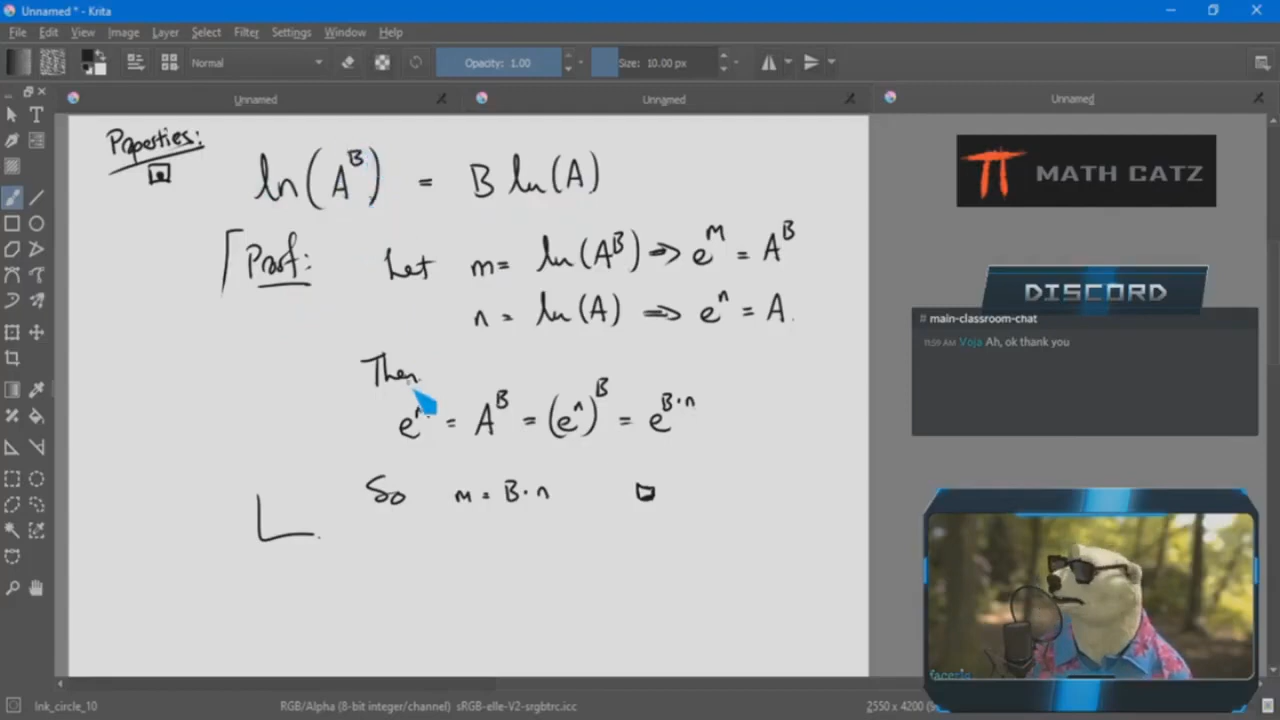 Unnamed * - Krita
File Edit View Image Layer Select Filter Settings Window Help
Normal Opacity: 1.00 Size: 10.00 px
Unnamed Unnamed Unnamed
Properties:
ln(A^B) = B ln(A)
Proof: Let m = ln(A^B) => e^m = A^B
n = ln(A) => e^n = A.
Then
e^m = A^B = (e^n)^B = e^{B·n}
So m = B·n
π MATH CATZ
DISCORD
# main-classroom-chat
11:59 AM Voja Ah, ok thank you
facerig
Ink_circle_10 RGB/Alpha (8-bit integer/channel) sRGB-elle-V2-srgbtrc.icc 2550 x 4200